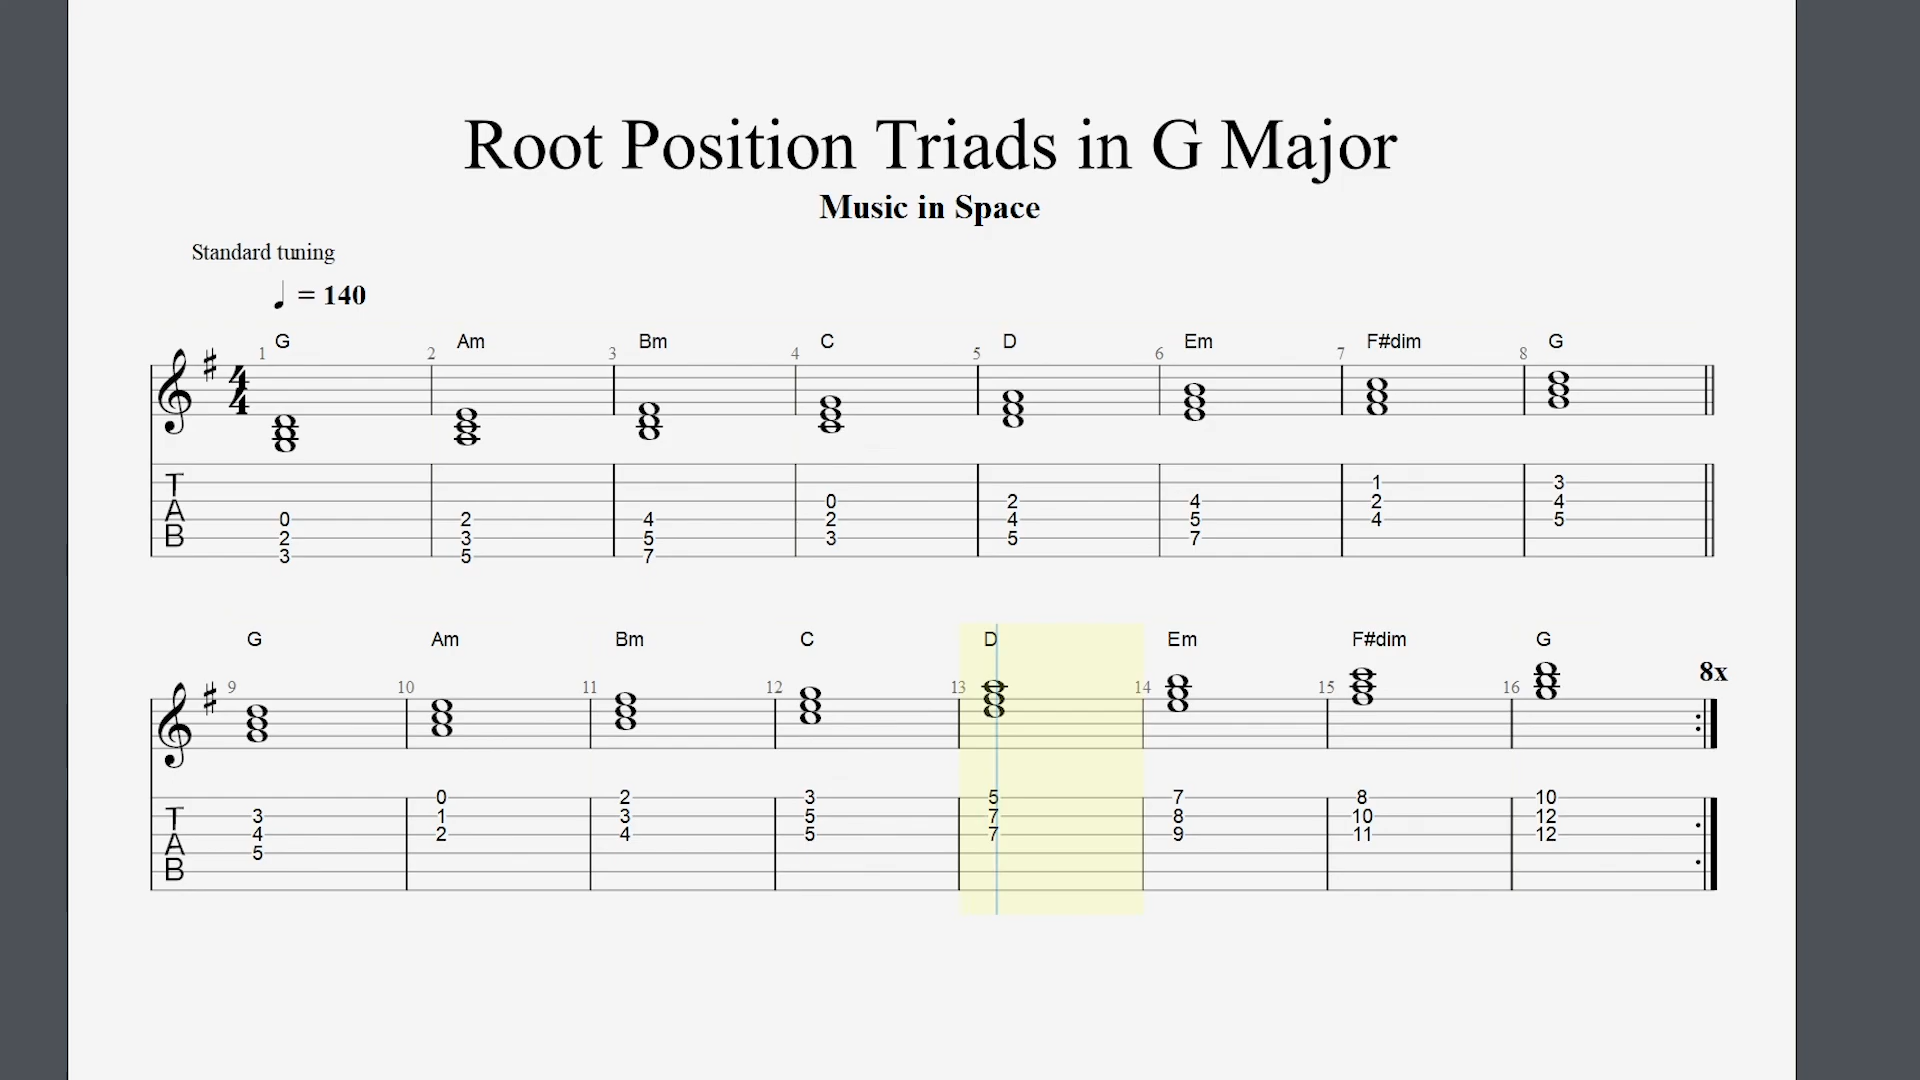 Root Position Triads in G Major
Music in Space
Standard tuning
= 140
G Am Bm C D Em F#dim G
1 2 3 4 5 6 7 8
4
4
T
A
B
1 3
0 2 4 2 4
0 2 4 2 4 5 4 5
2 3 5 3 5 7
3 5 7
G Am Bm C D Em F#dim G
8x
9 10 11 12 13 14 15 16
T
A
B
0 2 3 5 7 8 10
3 1 3 5 7 8 10 12
4 2 4 5 7 9 11 12
5